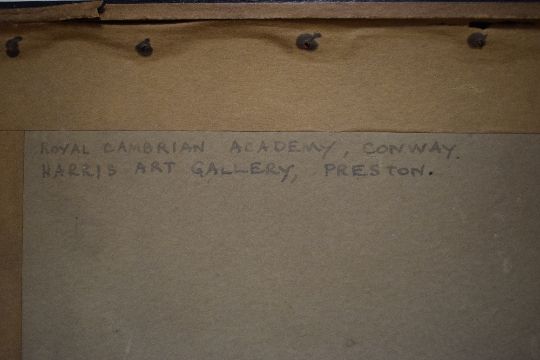 ROYAL CAMBRIAN ACADEMY, CONWAY.
HARRIS ART GALLERY, PRESTON.